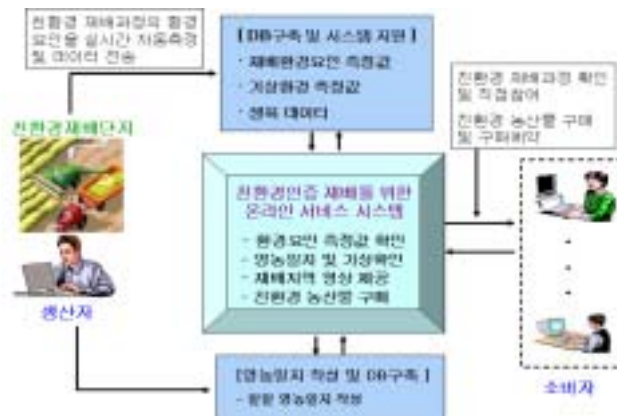 친환경 재배과정의 환경
요인을 실시간 자동측정
및 데이터 전송
[ DB구축 및 시스템 지원 ]
· 재배환경요인 측정값
· 기상환경 측정값
· 생육 데이터
친환경 재배과정 확인
및 직접참여
친환경 농산물 구매
및 구매예약
친환경재배단지
생산자
친환경인증 재배를 위한
온라인 서비스 시스템
- 환경요인 측정값 확인
- 영농일지 및 기상확인
- 재배지역 영상 제공
- 친환경 농산물 구매
소비자
[영농일지 작성 및 DB구축 ]
- 영농일지 작성